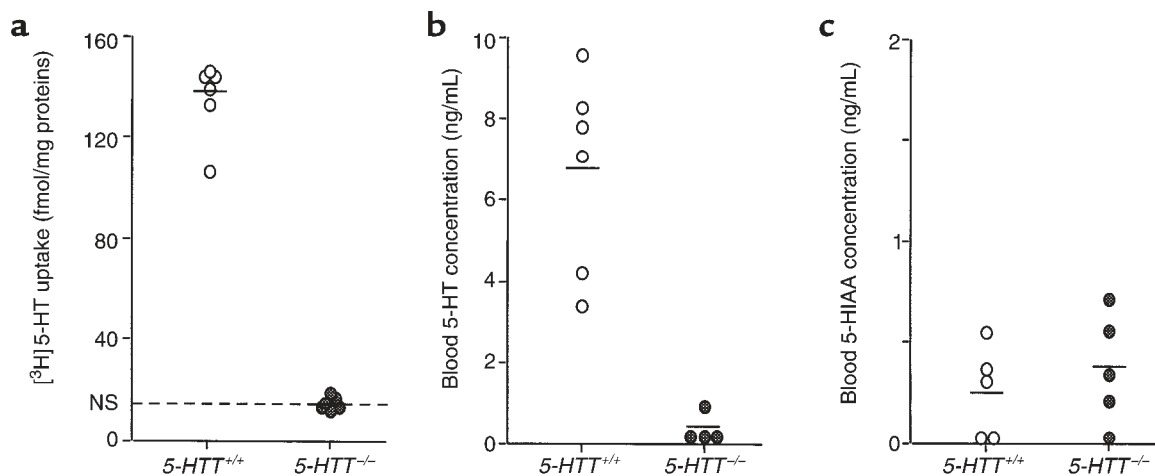 a
[³H]5-HT uptake (fmol/mg proteins)
160
120
80
40
NS
0
5-HTT+/+
5-HTT−/−
b
Blood 5-HT concentration (ng/mL)
10
8
6
4
2
0
5-HTT+/+
5-HTT−/−
c
Blood 5-HIAA concentration (ng/mL)
2
1
0
5-HTT+/+
5-HTT−/−